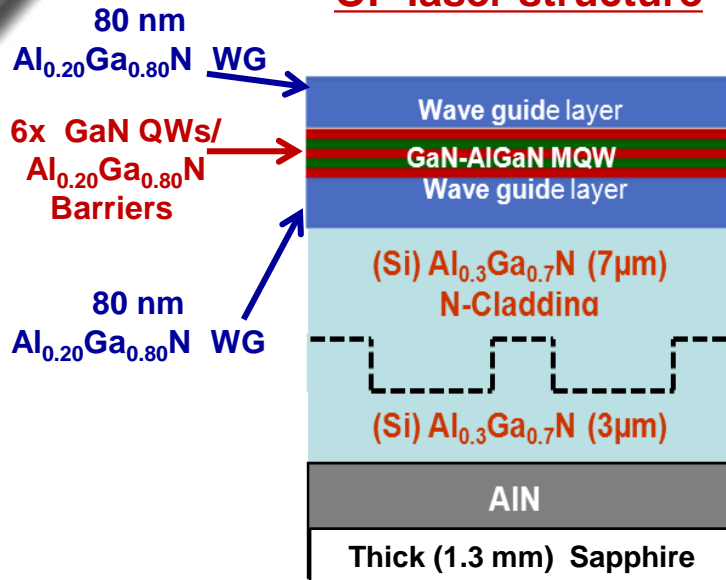 laser structure
80 nm
Al0.20Ga0.80N WG
6x GaN QWs/
Al0.20Ga0.80N
Barriers
80 nm
Al0.20Ga0.80N WG
Wave guide layer
GaN-AlGaN MQW
Wave guide layer
(Si) Al0.3Ga0.7N (7µm)
N-Cladding
(Si) Al0.3Ga0.7N (3µm)
AlN
Thick (1.3 mm) Sapphire